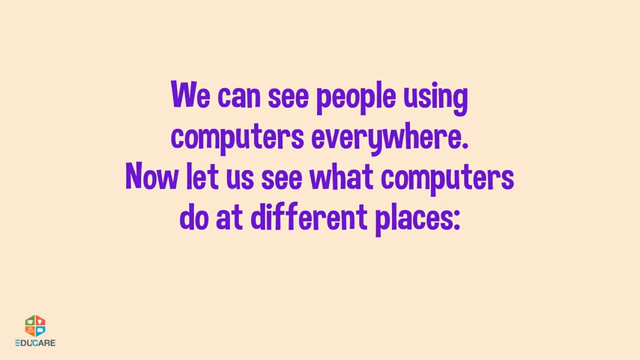 We can see people using
computers everywhere.
Now let us see what computers
do at different places:
EDUCARE